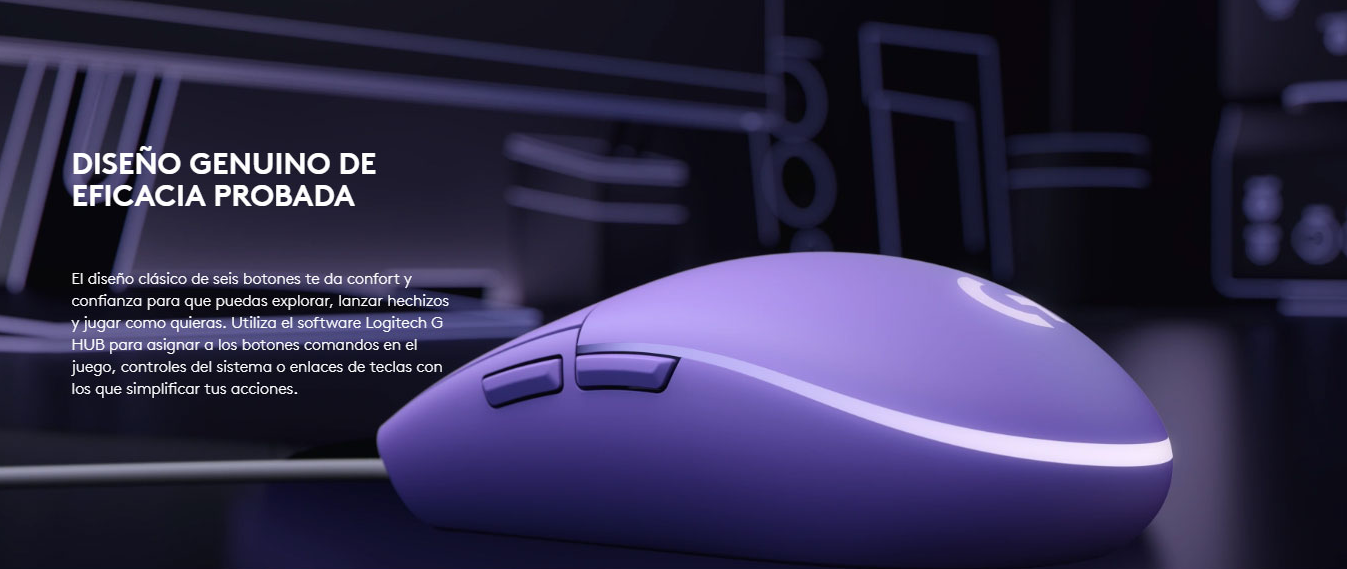 DISEÑO GENUINO DE
EFICACIA PROBADA
El diseño clásico de seis botones te da confort y
confianza para que puedas explorar, lanzar hechizos
y jugar como quieras. Utiliza el software Logitech G
HUB para asignar a los botones comandos en el
juego, controles del sistema o enlaces de teclas con
los que simplificar tus acciones.